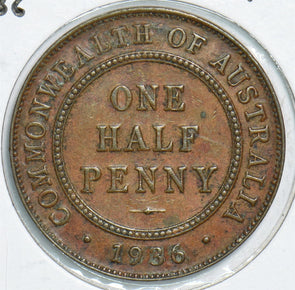 COMMONWEALTH OF AUSTRALIA
ONE
HALF
PENNY
· 1936 ·